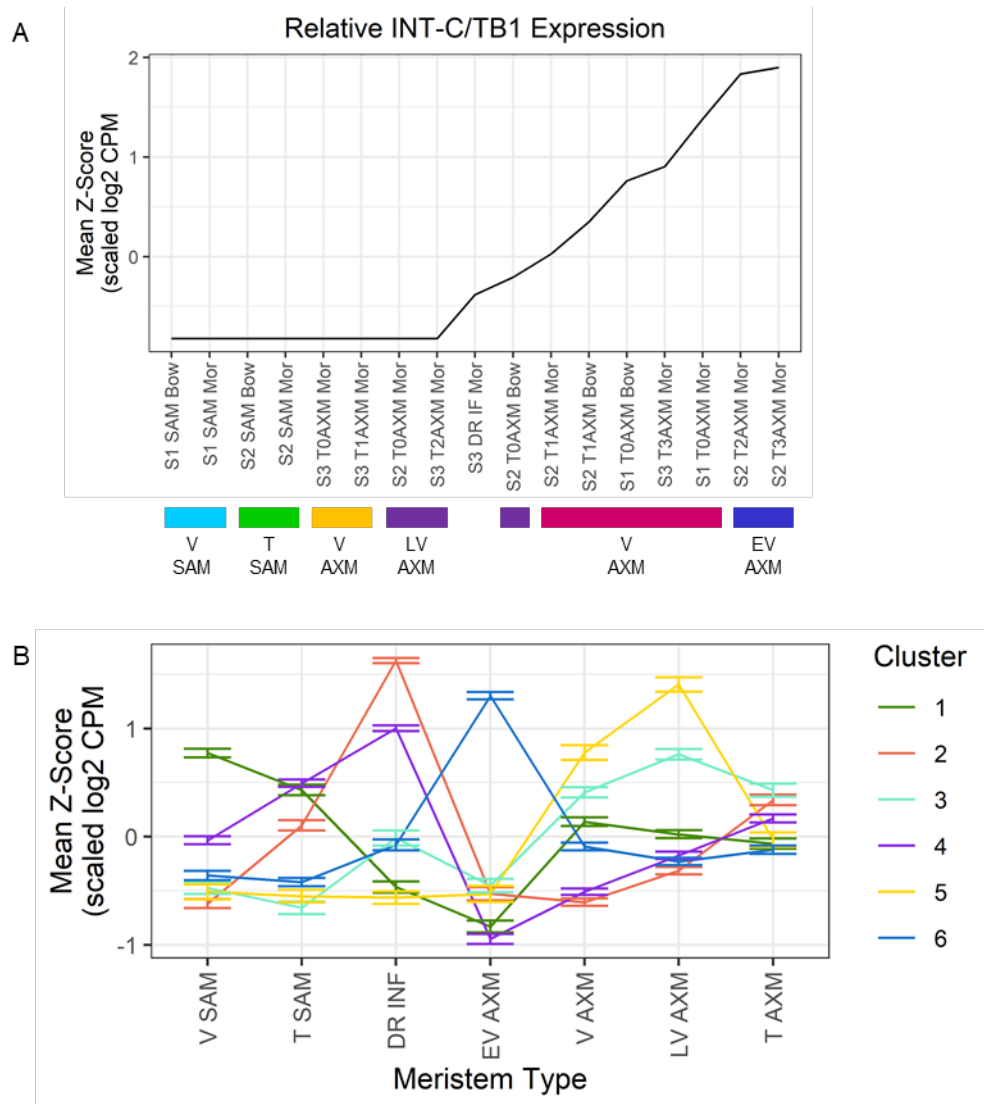 A
Relative INT-C/TB1 Expression
Mean Z-Score
(scaled log2 CPM
2
1
0
S1 SAM Bow
S1 SAM Mor
S2 SAM Bow
S2 SAM Mor
S3 T0AXM Mor
S3 T1AXM Mor
S2 T0AXM Mor
S3 T2AXM Mor
S3 DR IF Mor
S2 T0AXM Bow
S2 T1AXM Mor
S2 T1AXM Bow
S1 T0AXM Bow
S3 T3AXM Mor
S1 T0AXM Mor
S2 T2AXM Mor
S2 T3AXM Mor
V
SAM
T
SAM
V
AXM
LV
AXM
V
AXM
EV
AXM
B
Mean Z-Score
(scaled log2 CPM)
1
0
-1
V SAM
T SAM
DR INF
EV AXM
V AXM
LV AXM
T AXM
Meristem Type
Cluster
1
2
3
4
5
6